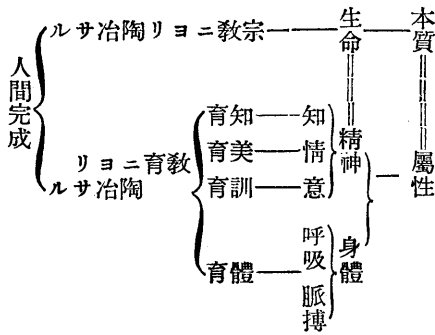 本質
屬性
生命
精神
身體
知
情
意
呼吸
脈搏
宗敎ニヨリ陶冶サル
知育
美育
訓育
體育
敎育ニヨリ
陶冶サル
人間完成